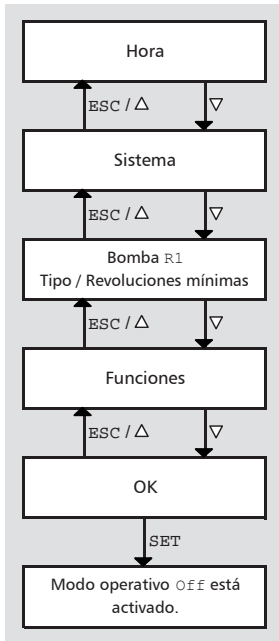 Hora
ESC / △ ▽
Sistema
ESC / △ ▽
Bomba R1
Tipo / Revoluciones mínimas
ESC / △ ▽
Funciones
ESC / △ ▽
OK
SET
Modo operativo Off está
activado.